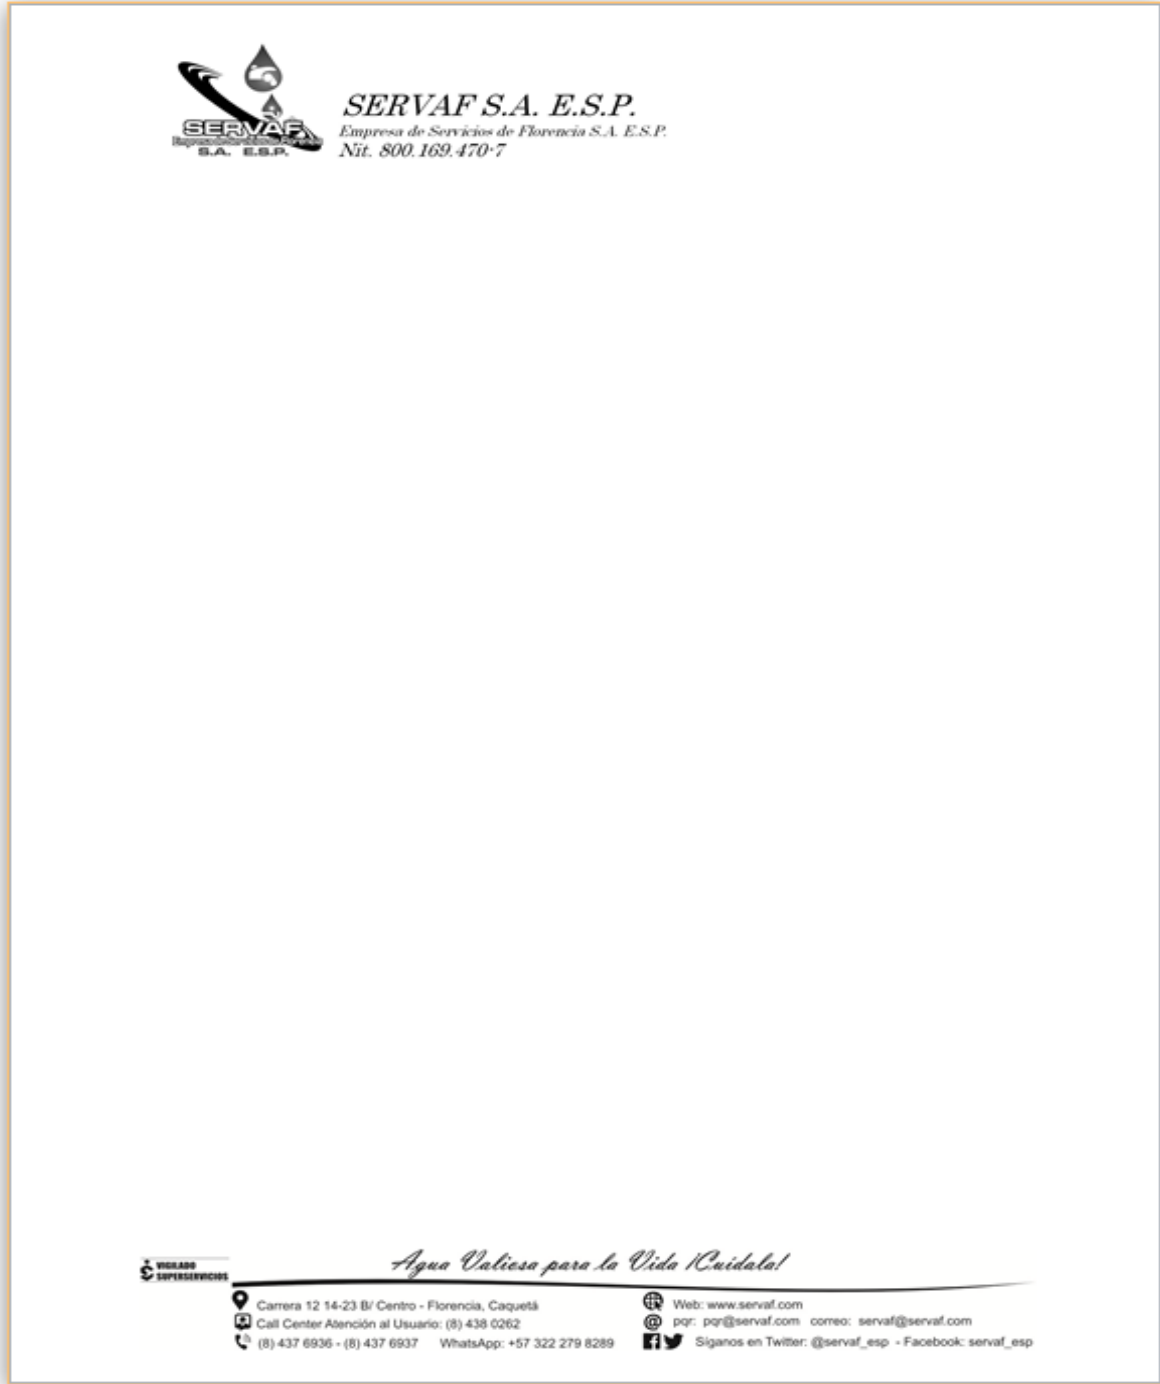 SERVAF
S.A. E.S.P.
SERVAF S.A. E.S.P.
Empresa de Servicios de Florencia S.A. E.S.P.
Nit. 800.169.470-7
Agua Valiosa para la Vida ¡Cuídala!
VIGILADO
SUPERSERVICIOS
Carrera 12 14-23 B/ Centro - Florencia, Caquetá
Call Center Atención al Usuario: (8) 438 0262
(8) 437 6936 - (8) 437 6937 WhatsApp: +57 322 279 8289
Web: www.servaf.com
pqr: pqr@servaf.com correo: servaf@servaf.com
Síganos en Twitter: @servaf_esp - Facebook: servaf_esp